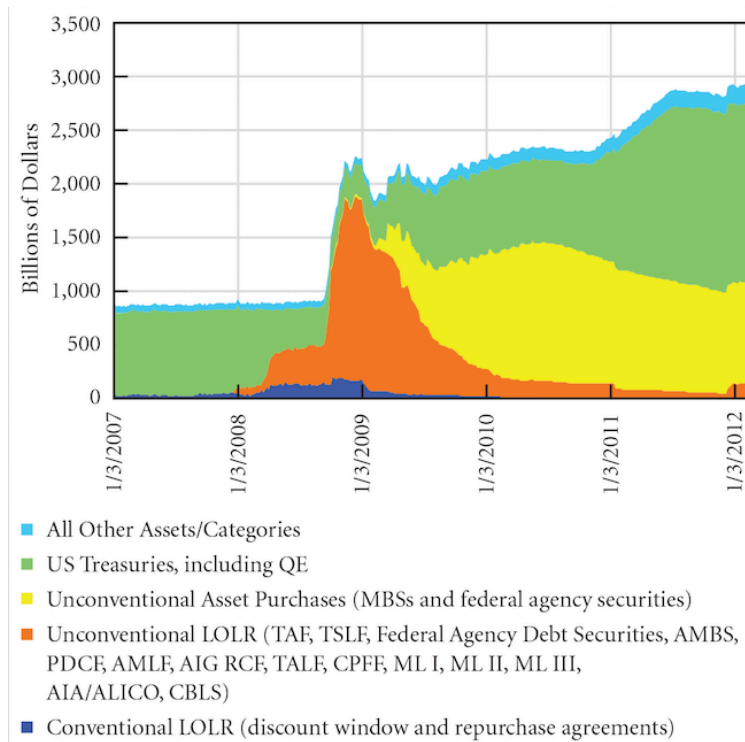 3,500
3,000
2,500
2,000
1,500
1,000
500
0
Billions of Dollars
1/3/2007
1/3/2008
1/3/2009
1/3/2010
1/3/2011
1/3/2012
All Other Assets/Categories
US Treasuries, including QE
Unconventional Asset Purchases (MBSs and federal agency securities)
Unconventional LOLR (TAF, TSLF, Federal Agency Debt Securities, AMBS,
PDCF, AMLF, AIG RCF, TALF, CPFF, ML I, ML II, ML III,
AIA/ALICO, CBLS)
Conventional LOLR (discount window and repurchase agreements)